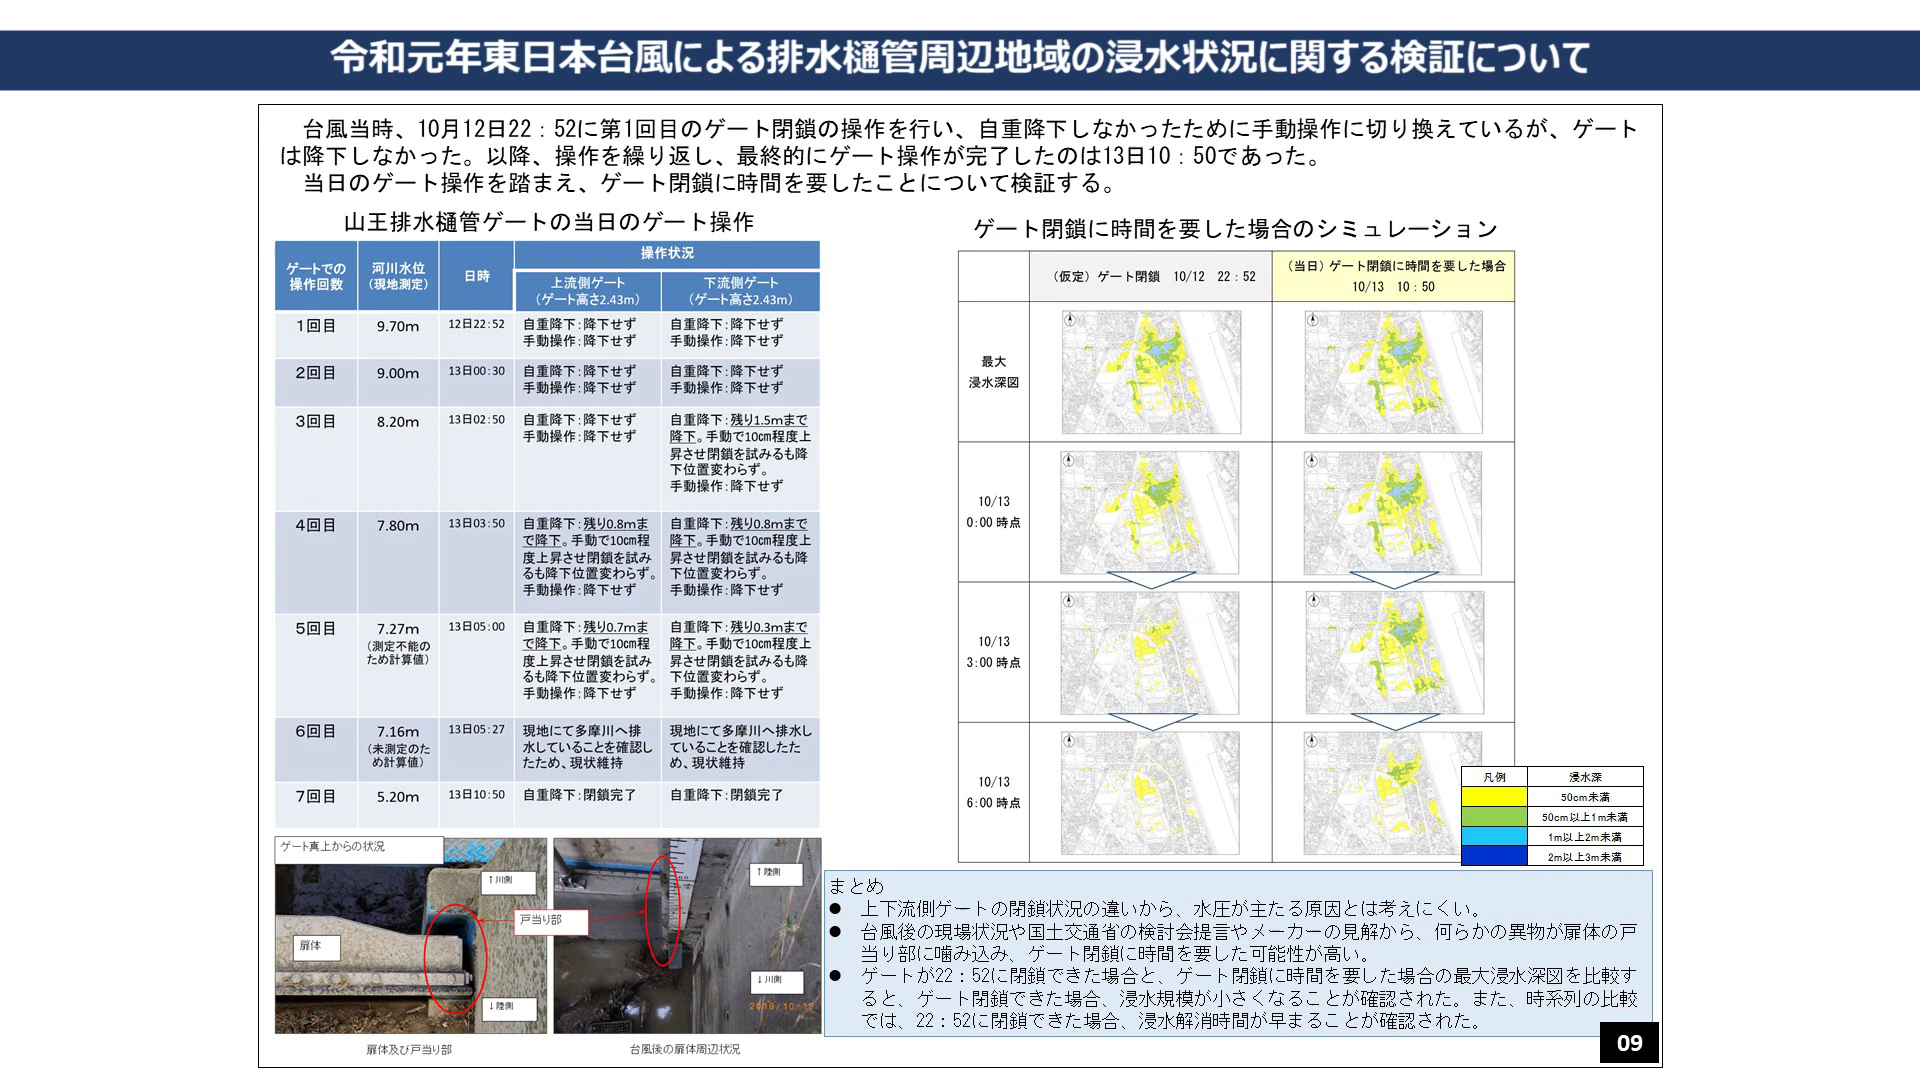 令和元年東日本台風による排水樋管周辺地域の浸水状況に関する検証について
台風当時、10月12日22：52に第1回目のゲート閉鎖の操作を行い、自重降下しなかったために手動操作に切り換えているが、ゲート
は降下しなかった。以降、操作を繰り返し、最終的にゲート操作が完了したのは13日10：50であった。
当日のゲート操作を踏まえ、ゲート閉鎖に時間を要したことについて検証する。
山王排水樋管ゲートの当日のゲート操作
ゲートでの
操作回数
河川水位
（現地測定）
日時
操作状況
上流側ゲート
（ゲート高さ2.43m）
下流側ゲート
（ゲート高さ2.43m）
1回目
9.70m
12日22：52
自重降下：降下せず
手動操作：降下せず
自重降下：降下せず
手動操作：降下せず
2回目
9.00m
13日00：30
自重降下：降下せず
手動操作：降下せず
自重降下：降下せず
手動操作：降下せず
3回目
8.20m
13日02：50
自重降下：降下せず
手動操作：降下せず
自重降下：残り1.5mまで
降下。手動で10㎝程度上
昇させ閉鎖を試みるも降
下位置変わらず。
手動操作：降下せず
4回目
7.80m
13日03：50
自重降下：残り0.8mま
で降下。手動で10㎝程
度上昇させ閉鎖を試み
るも降下位置変わらず。
手動操作：降下せず
自重降下：残り0.8mまで
降下。手動で10㎝程度上
昇させ閉鎖を試みるも降
下位置変わらず。
手動操作：降下せず
5回目
7.27m
（測定不能の
ため計算値）
13日05：00
自重降下：残り0.7mま
で降下。手動で10㎝程
度上昇させ閉鎖を試み
るも降下位置変わらず。
手動操作：降下せず
自重降下：残り0.3mまで
降下。手動で10㎝程度上
昇させ閉鎖を試みるも降
下位置変わらず。
手動操作：降下せず
6回目
7.16m
（未測定のた
め計算値）
13日05：27
現地にて多摩川へ排
水していることを確認し
たため、現状維持
現地にて多摩川へ排水し
ていることを確認したた
め、現状維持
7回目
5.20m
13日10：50
自重降下：閉鎖完了
自重降下：閉鎖完了
ゲート真上からの状況
↑川側
扉体
↓陸側
戸当り部
↑陸側
↓川側
2019/10/13
扉体及び戸当り部
台風後の扉体周辺状況
ゲート閉鎖に時間を要した場合のシミュレーション
（仮定）ゲート閉鎖　10/12　22：52
（当日）ゲート閉鎖に時間を要した場合
10/13　10：50
最大
浸水深図
10/13
0：00 時点
10/13
3：00 時点
10/13
6：00 時点
凡例
浸水深
50cm未満
50cm以上1m未満
1m以上2m未満
2m以上3m未満
まとめ
● 上下流側ゲートの閉鎖状況の違いから、水圧が主たる原因とは考えにくい。
● 台風後の現場状況や国土交通省の検討会提言やメーカーの見解から、何らかの異物が扉体の戸
当り部に噛み込み、ゲート閉鎖に時間を要した可能性が高い。
● ゲートが22：52に閉鎖できた場合と、ゲート閉鎖に時間を要した場合の最大浸水深図を比較す
ると、ゲート閉鎖できた場合、浸水規模が小さくなることが確認された。また、時系列の比較
では、22：52に閉鎖できた場合、浸水解消時間が早まることが確認された。
09